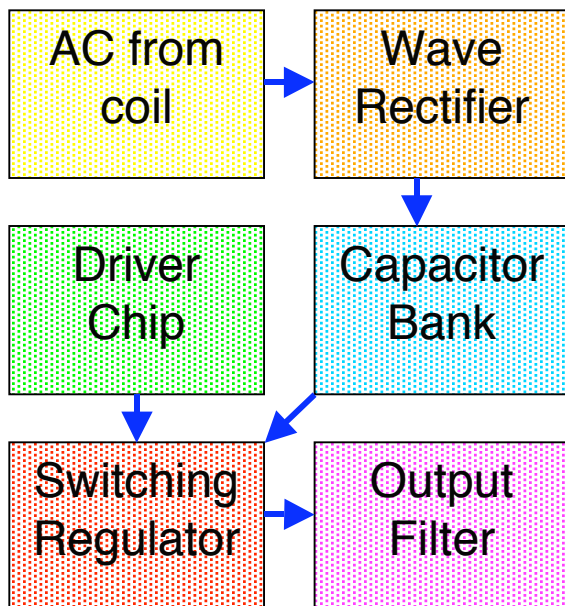 AC from
coil
Wave
Rectifier
Driver
Chip
Capacitor
Bank
Switching
Regulator
Output
Filter